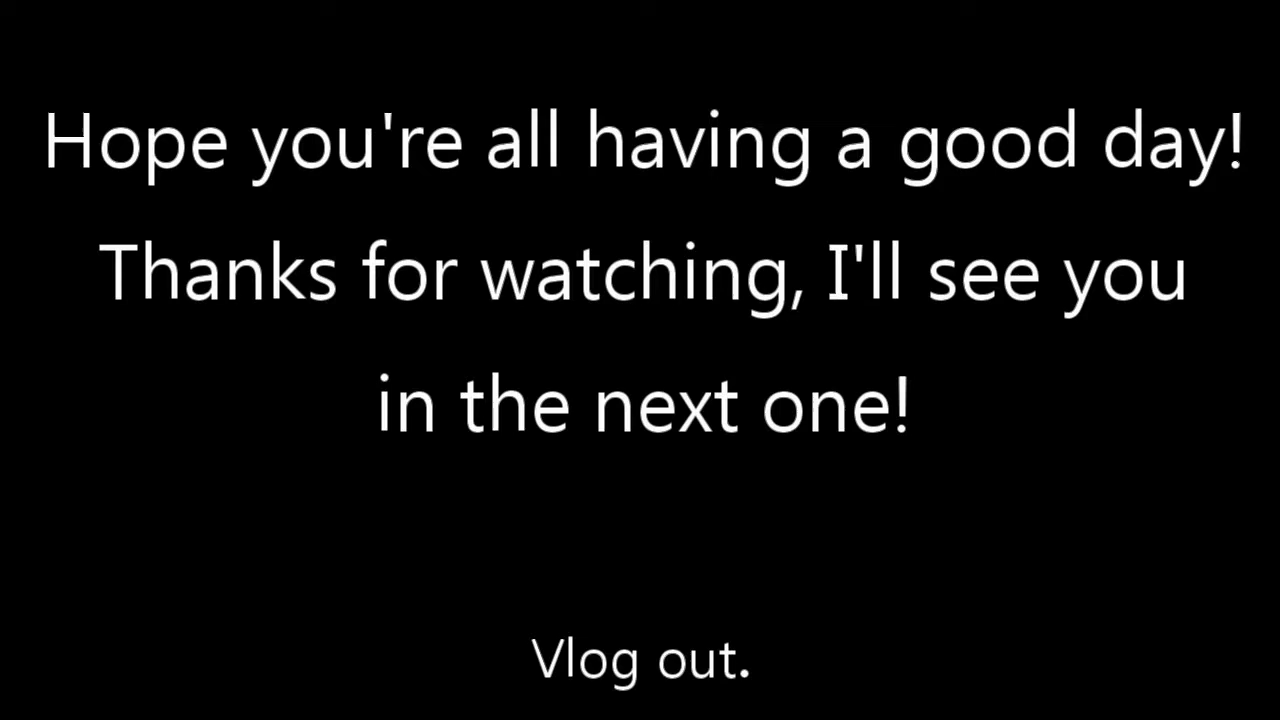 Hope you're all having a good day!
Thanks for watching, I'll see you
in the next one!
Vlog out.